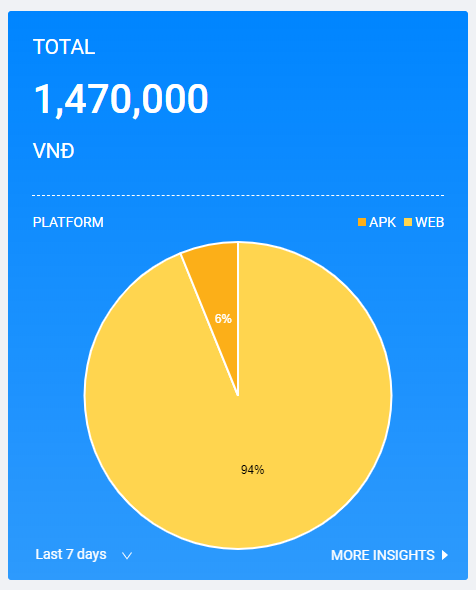 TOTAL
1,470,000
VNĐ
PLATFORM
APK WEB
6%
94%
Last 7 days
MORE INSIGHTS